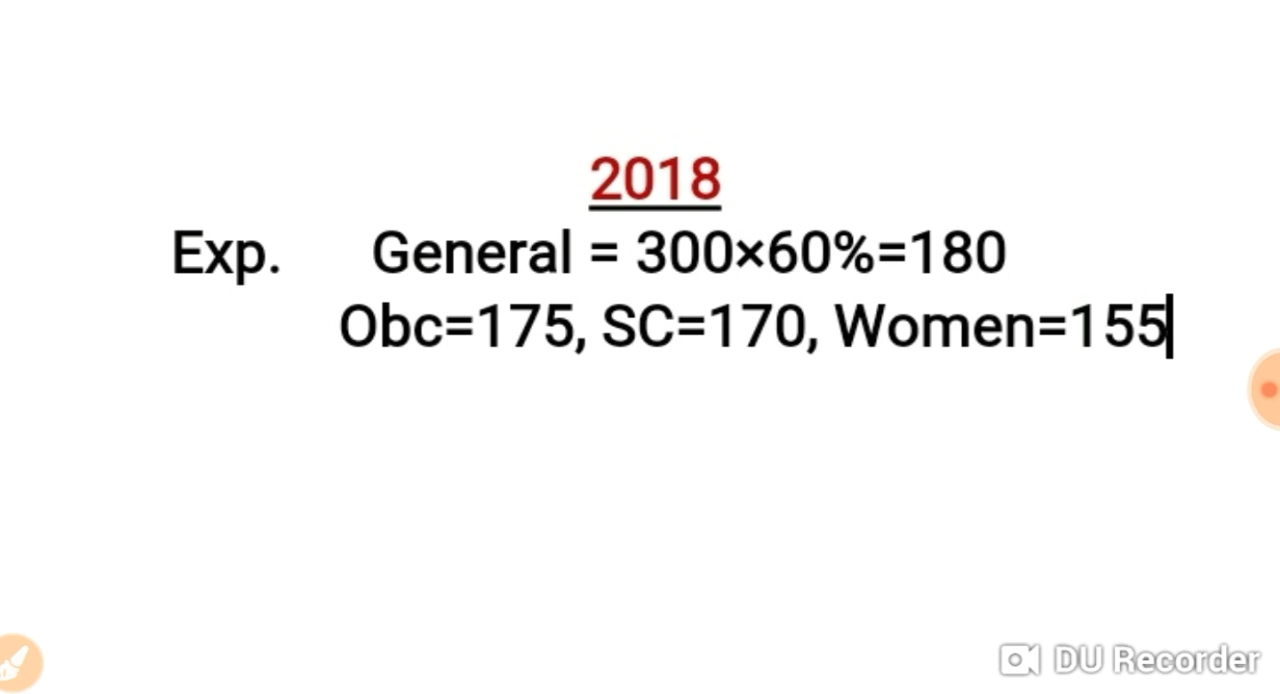 2018
Exp. General = 300×60%=180
Obc=175, SC=170, Women=155
DU Recorder